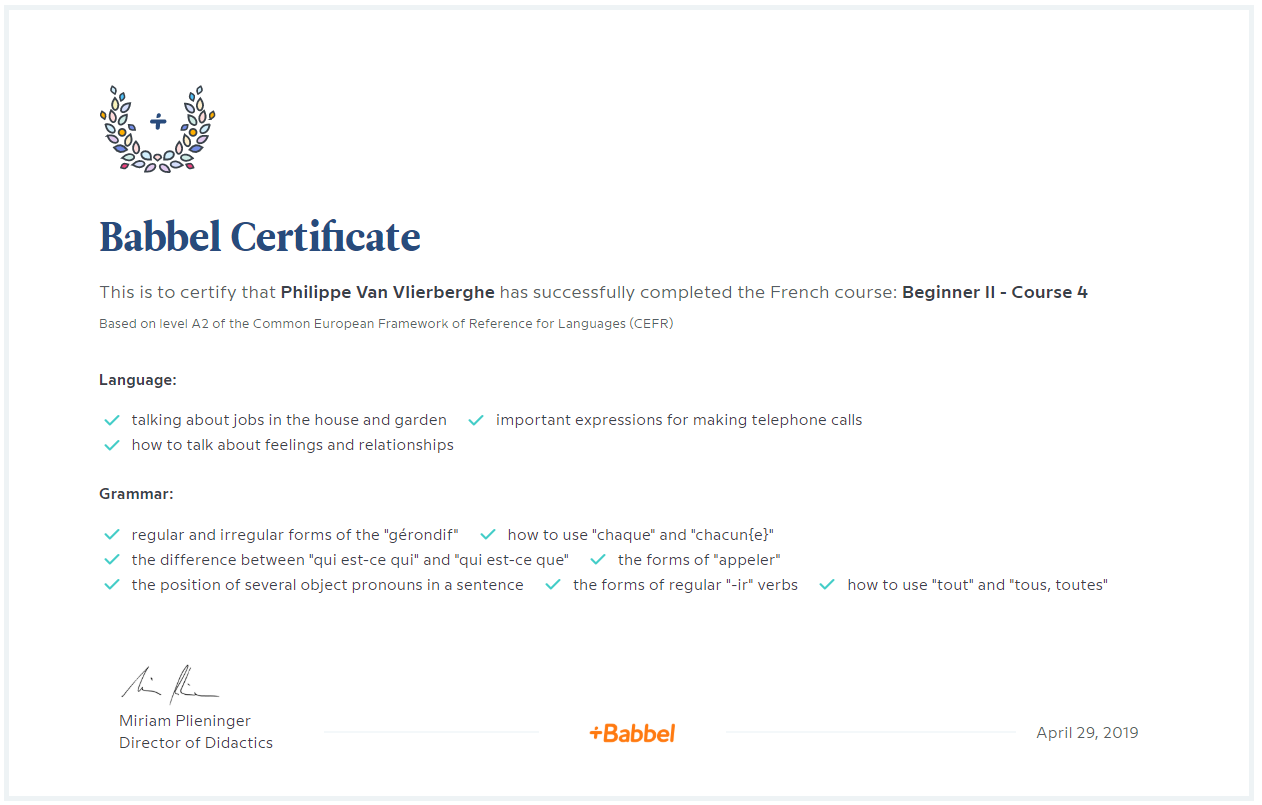 Babbel Certificate
This is to certify that Philippe Van Vlierberghe has successfully completed the French course: Beginner II - Course 4
Based on level A2 of the Common European Framework of Reference for Languages (CEFR)
Language:
talking about jobs in the house and garden important expressions for making telephone calls
how to talk about feelings and relationships
Grammar:
regular and irregular forms of the "gérondif" how to use "chaque" and "chacun{e}"
the difference between "qui est-ce qui" and "qui est-ce que" the forms of "appeler"
the position of several object pronouns in a sentence the forms of regular "-ir" verbs how to use "tout" and "tous, toutes"
Miriam Plieninger
Director of Didactics
+Babbel
April 29, 2019